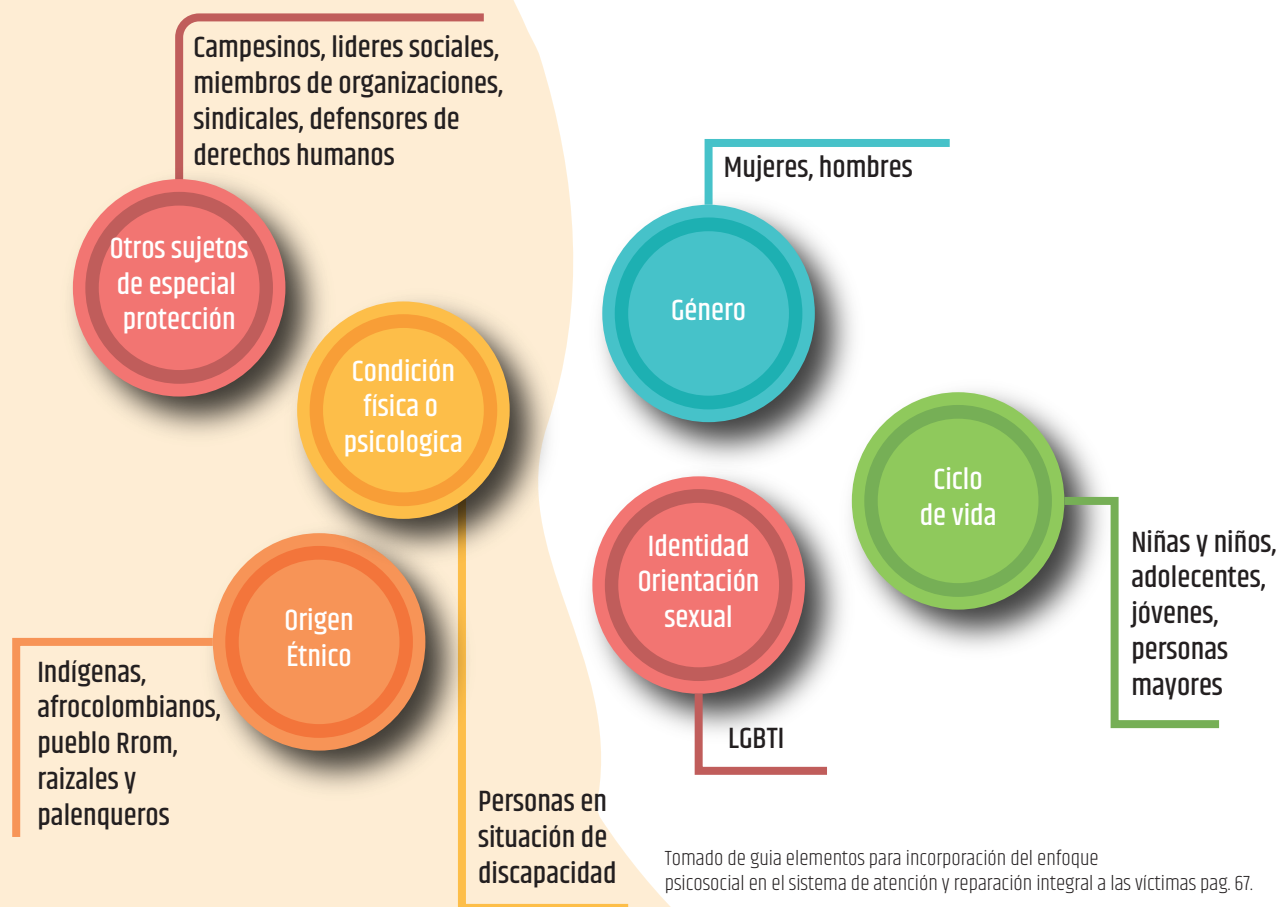 Campesinos, lideres sociales,
miembros de organizaciones,
sindicales, defensores de
derechos humanos
Otros sujetos
de especial
protección
Condición
física o
psicologica
Origen
Étnico
Indígenas,
afrocolombianos,
pueblo Rrom,
raizales y
palenqueros
Personas en
situación de
discapacidad
Mujeres, hombres
Género
Identidad
Orientación
sexual
LGBTI
Ciclo
de vida
Niñas y niños,
adolecentes,
jóvenes,
personas
mayores
Tomado de guia elementos para incorporación del enfoque
psicosocial en el sistema de atención y reparación integral a las víctimas pag. 67.